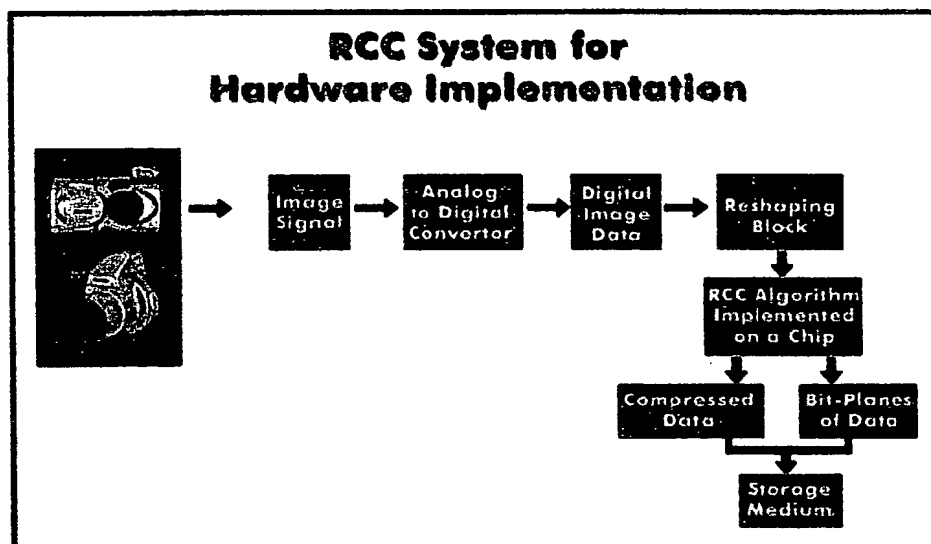 RCC System for
Hardware Implementation
Image
Signal
Analog
to Digital
Convertor
Digital
Image
Data
Reshaping
Block
RCC Algorithm
Implemented
on a Chip
Compressed
Data
Bit-Planes
of Data
Storage
Medium